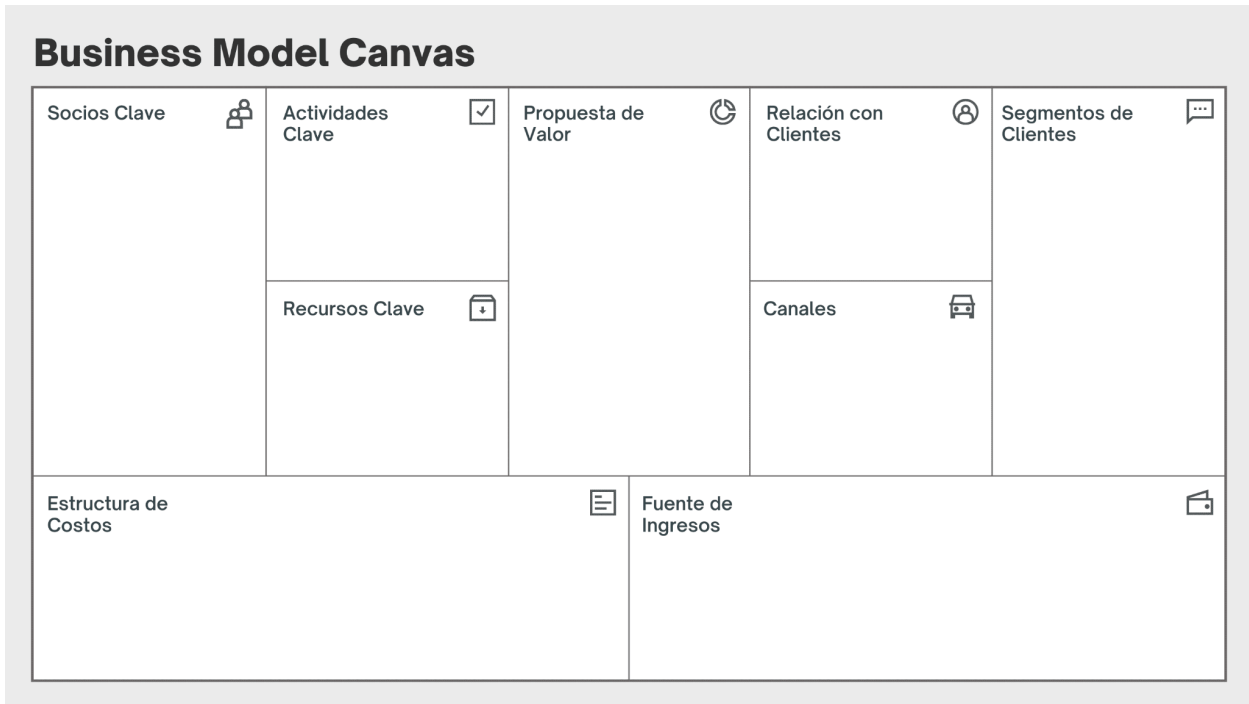 Business Model Canvas
Socios Clave
Actividades
Clave
Propuesta de
Valor
Relación con
Clientes
Segmentos de
Clientes
Recursos Clave
Canales
Estructura de
Costos
Fuente de
Ingresos